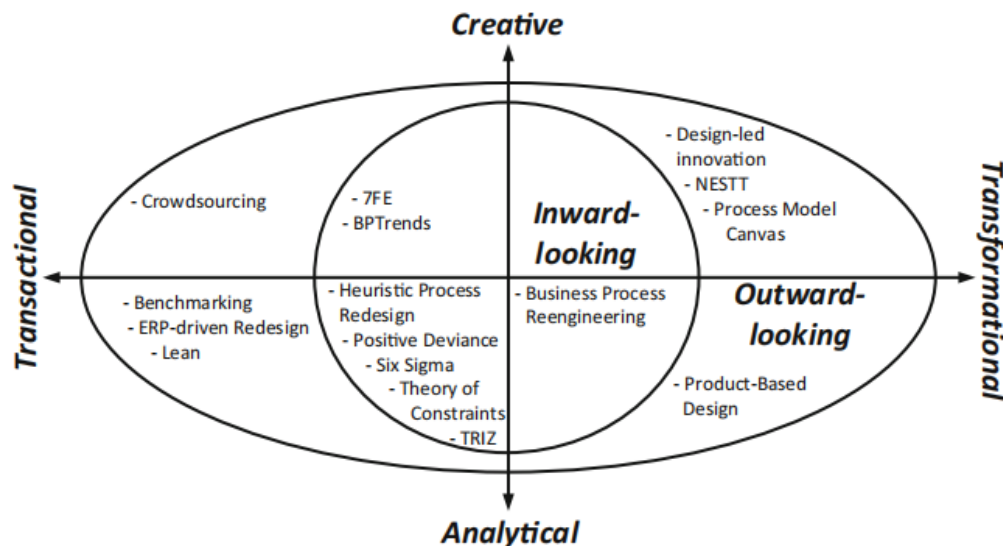 Creative
Transactional
Transformational
- Crowdsourcing
- 7FE
- BPTrends
Inward-
looking
- Design-led
innovation
- NESTT
- Process Model
Canvas
- Benchmarking
- ERP-driven Redesign
- Lean
- Heuristic Process
Redesign
- Positive Deviance
- Six Sigma
- Theory of
Constraints
- TRIZ
- Business Process
Reengineering
Outward-
looking
- Product-Based
Design
Analytical